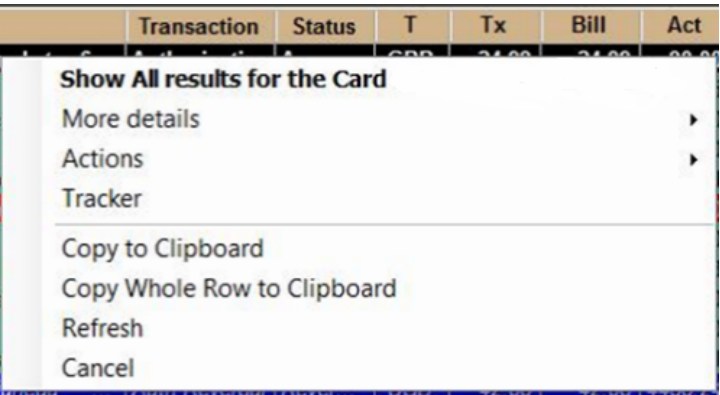 Transaction Status T Tx Bill Act
Show All results for the Card
More details
Actions
Tracker
Copy to Clipboard
Copy Whole Row to Clipboard
Refresh
Cancel